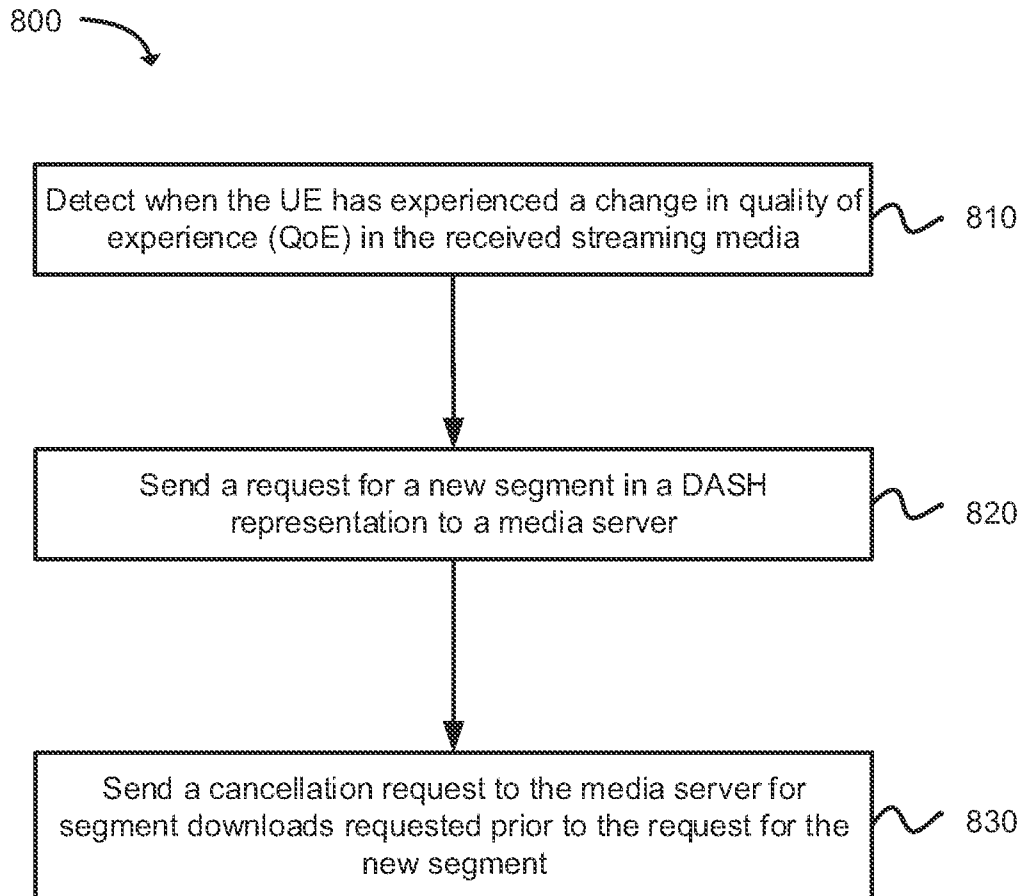 800
Detect when the UE has experienced a change in quality of
experience (QoE) in the received streaming media
810
Send a request for a new segment in a DASH
representation to a media server
820
Send a cancellation request to the media server for
segment downloads requested prior to the request for the
new segment
830